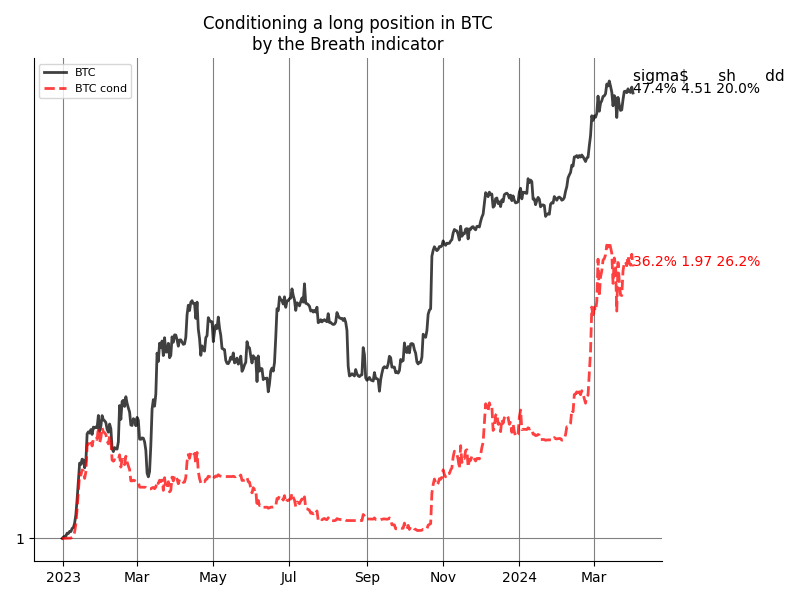 Conditioning a long position in BTC
by the Breath indicator
BTC
BTC cond
sigma$ sh dd
47.4% 4.51 20.0%
36.2% 1.97 26.2%
1
2023 Mar May Jul Sep Nov 2024 Mar